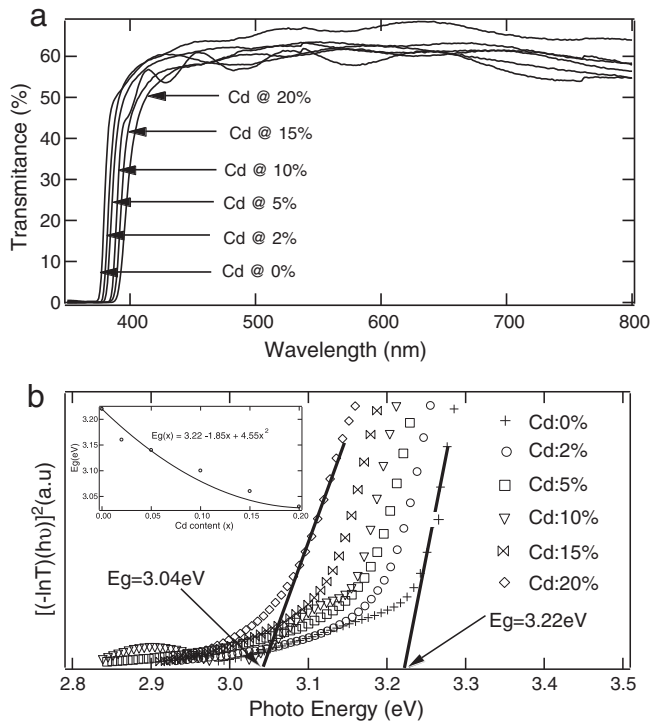 a
Transmitance (%)
60
50
40
30
20
10
0
Cd @ 20%
Cd @ 15%
Cd @ 10%
Cd @ 5%
Cd @ 2%
Cd @ 0%
400 500 600 700 800
Wavelength (nm)
b
[(-lnT)(hυ)]²(a.u)
Eg(eV)
3.20
3.15
3.10
3.05
Eg(x) = 3.22 -1.85x + 4.55x²
0.00 0.05 0.10 0.15 0.20
Cd content (x)
Cd:0%
Cd:2%
Cd:5%
Cd:10%
Cd:15%
Cd:20%
Eg=3.04eV
Eg=3.22eV
2.8 2.9 3.0 3.1 3.2 3.3 3.4 3.5
Photo Energy (eV)